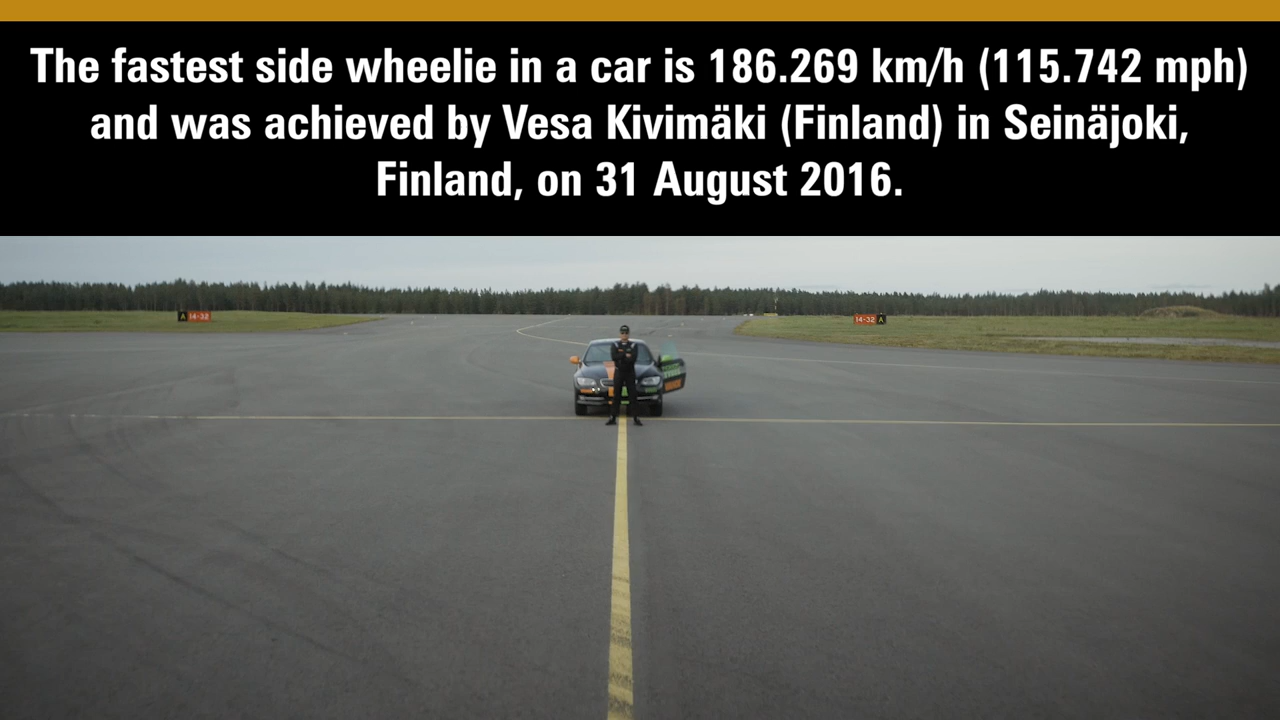 The fastest side wheelie in a car is 186.269 km/h (115.742 mph)
and was achieved by Vesa Kivimäki (Finland) in Seinäjoki,
Finland, on 31 August 2016.
A 14-32
14-32 A